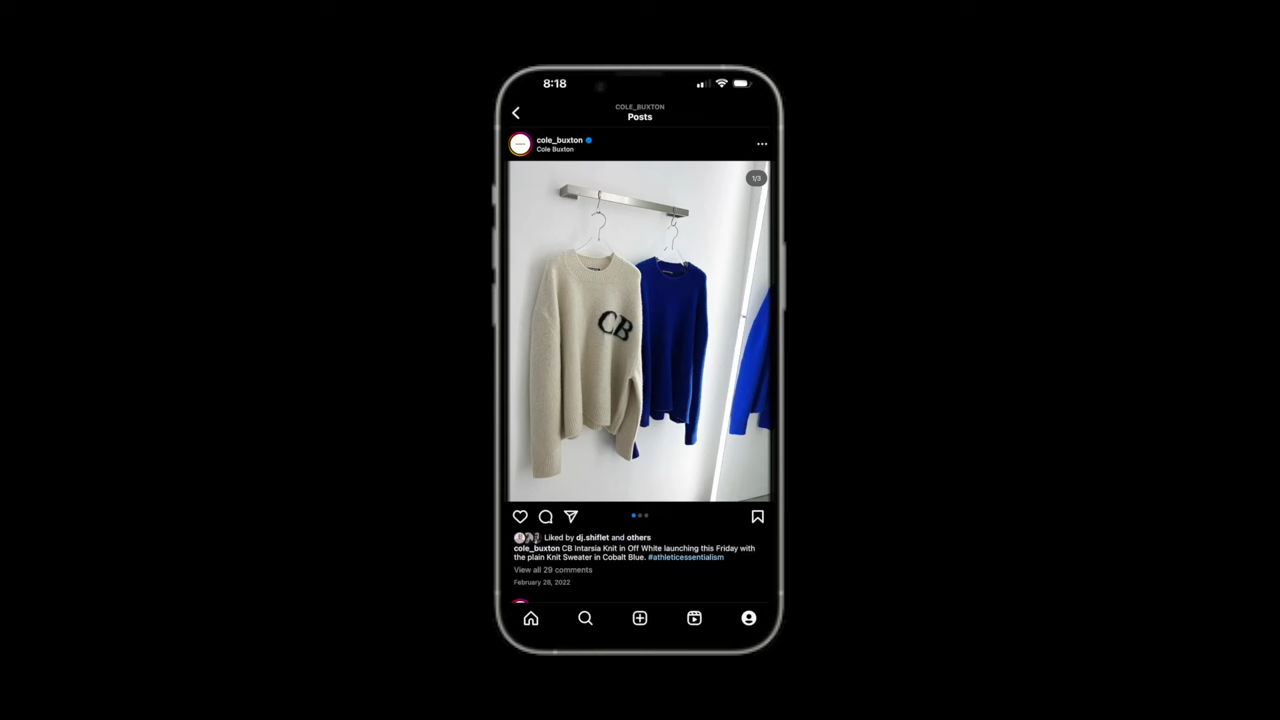 8:18
COLE_BUXTON
Posts
cole_buxton
Cole Buxton
1/3
CB
Liked by dj.shiflet and others
cole_buxton CB Intarsia Knit in Off White launching this Friday with
the plain Knit Sweater in Cobalt Blue. #athleticessentialism
View all 29 comments
February 28, 2022